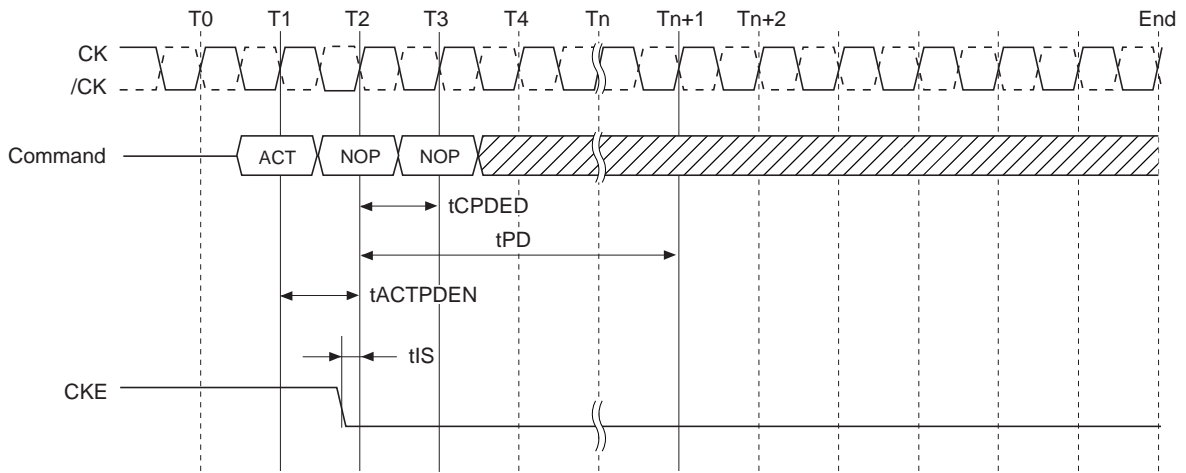 T0 T1 T2 T3 T4 Tn Tn+1 Tn+2 End
CK
/CK
Command ACT NOP NOP
tCPDED
tPD
tACTPDEN
tIS
CKE